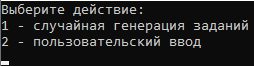 Выберите действие:
1 - случайная генерация заданий
2 - пользовательский ввод